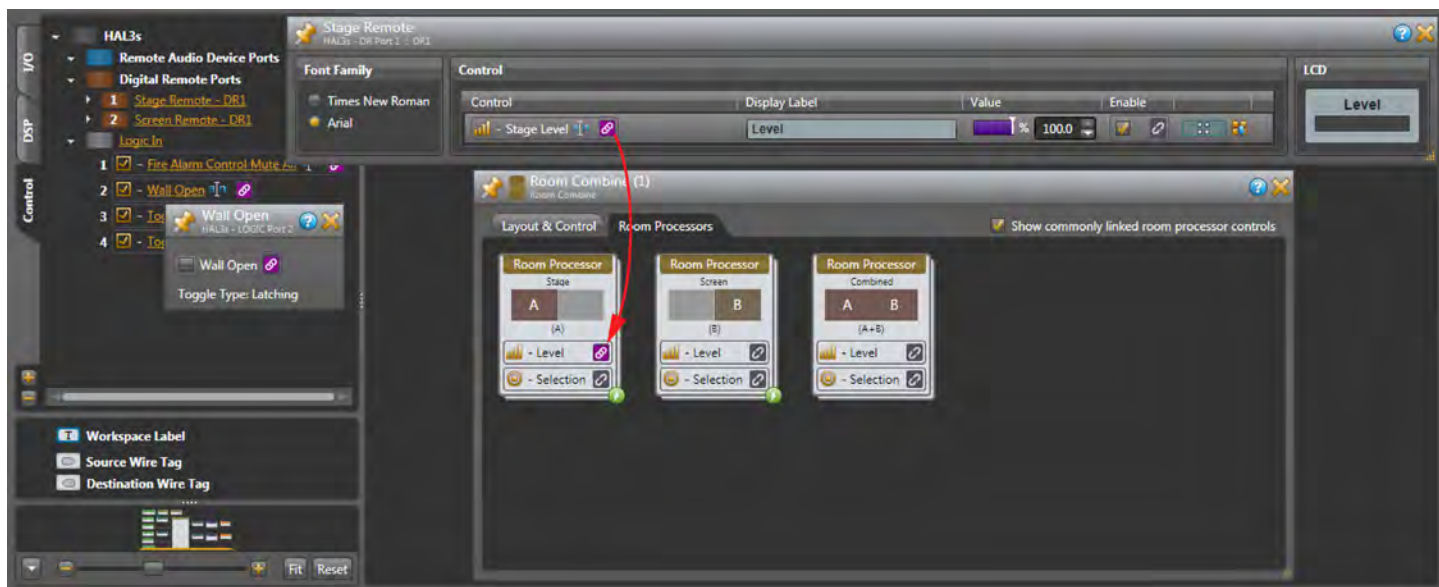 I/O
DSP
Control
HAL3s
Remote Audio Device Ports
Digital Remote Ports
1 Stage Remote - DR1
2 Screen Remote - DR1
Logic In
1 - Fire Alarm Control Mute
2 - Wall Open
3 -
4 -
Wall Open
HAL3s - LOGIC Port 2
Wall Open
Toggle Type: Latching
Workspace Label
Source Wire Tag
Destination Wire Tag
Fit Reset
Stage Remote
HAL3s - DR Port 1 : DR1
Font Family
Times New Roman
Arial
Control
Control Display Label Value Enable
- Stage Level Level % 100.0
LCD
Level
Room Combine (1)
Room Combine
Layout & Control Room Processors Show commonly linked room processor controls
Room Processor Room Processor Room Processor
Stage Screen Combined
A B A B
(A) (B) (A+B)
- Level - Level - Level
- Selection - Selection - Selection